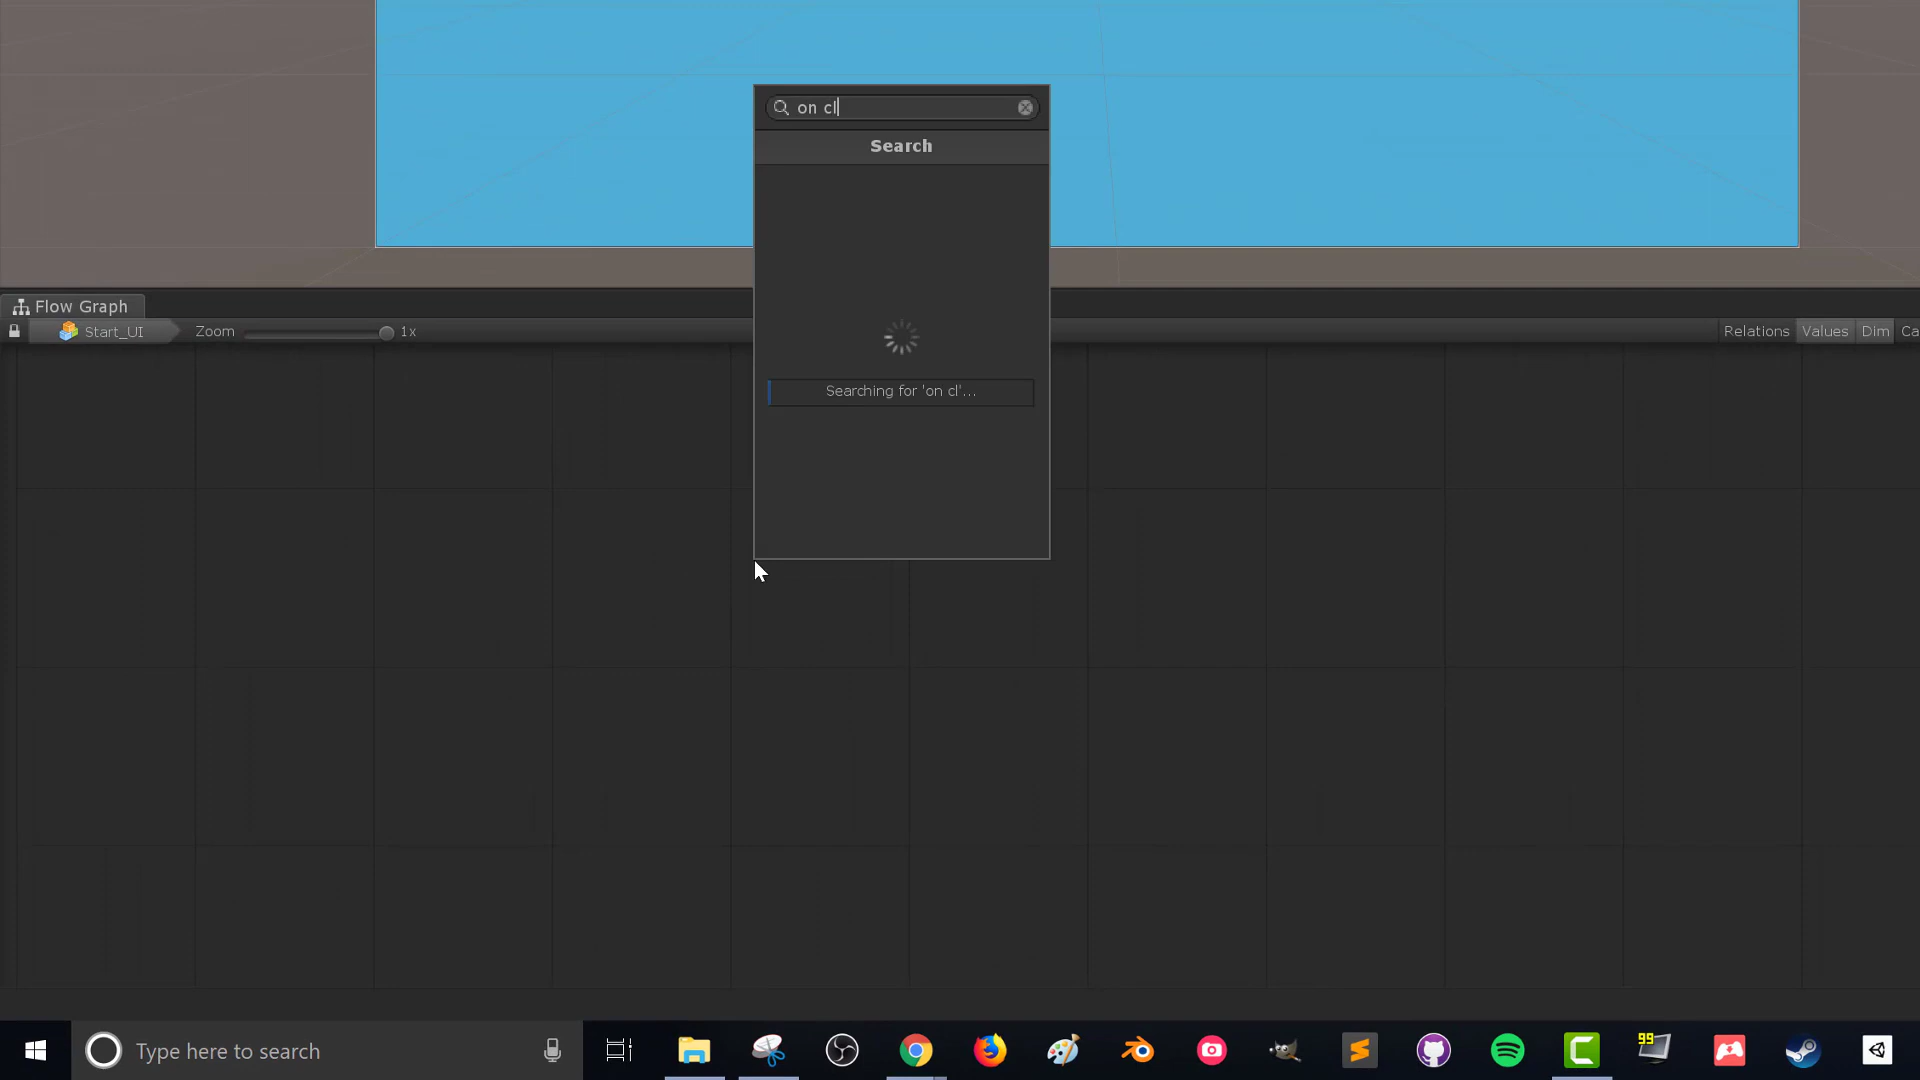 on cl
Search
Searching for 'on cl'...
Flow Graph
Start_UI Zoom 1x Relations Values Dim Ca
Type here to search
99